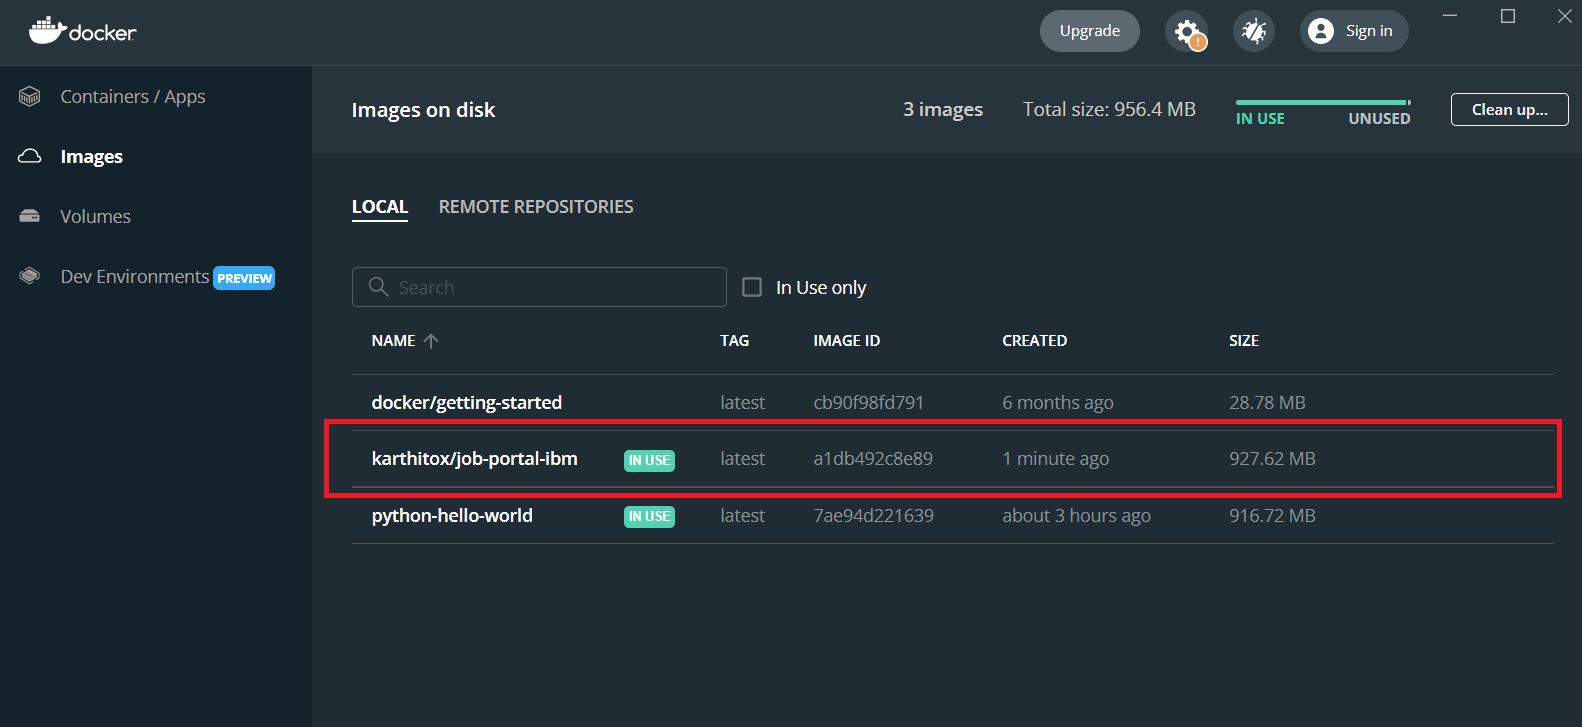 docker
Upgrade
!
Sign in
Containers / Apps
Images
Volumes
Dev Environments PREVIEW
Images on disk
3 images
Total size: 956.4 MB
IN USE
UNUSED
Clean up...
LOCAL
REMOTE REPOSITORIES
Search
In Use only
NAME TAG IMAGE ID CREATED SIZE
docker/getting-started latest cb90f98fd791 6 months ago 28.78 MB
karthitox/job-portal-ibm IN USE latest a1db492c8e89 1 minute ago 927.62 MB
python-hello-world IN USE latest 7ae94d221639 about 3 hours ago 916.72 MB